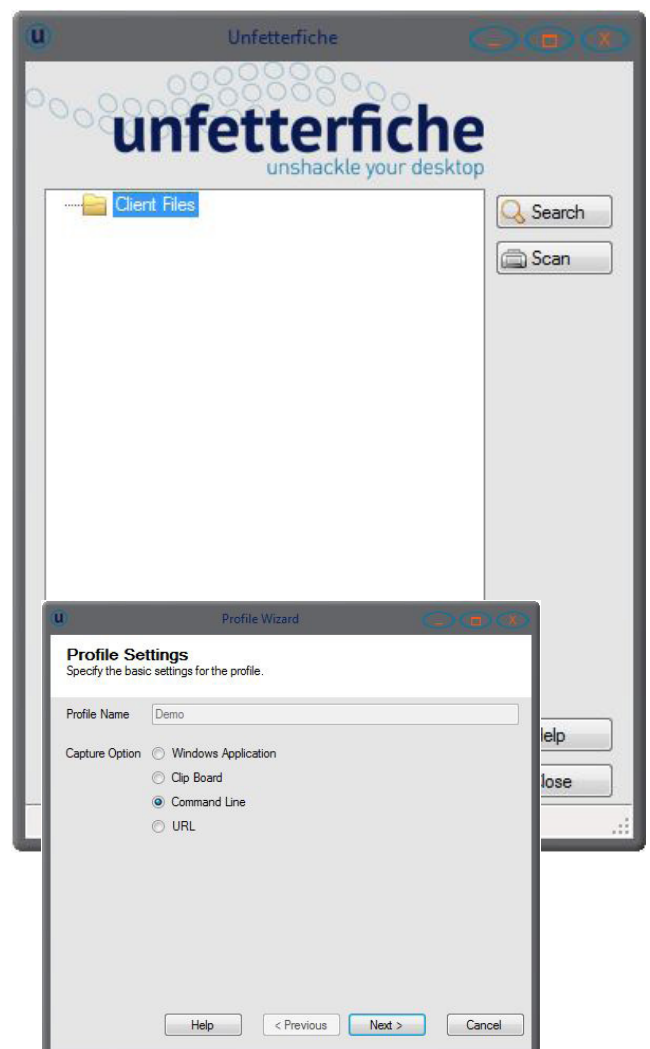 u Unfetterfiche X
unfetterfiche
unshackle your desktop
Client Files
Search
Scan
elp
lose
u Profile Wizard X
Profile Settings
Specify the basic settings for the profile.
Profile Name Demo
Capture Option Windows Application
Clip Board
Command Line
URL
Help < Previous Next > Cancel